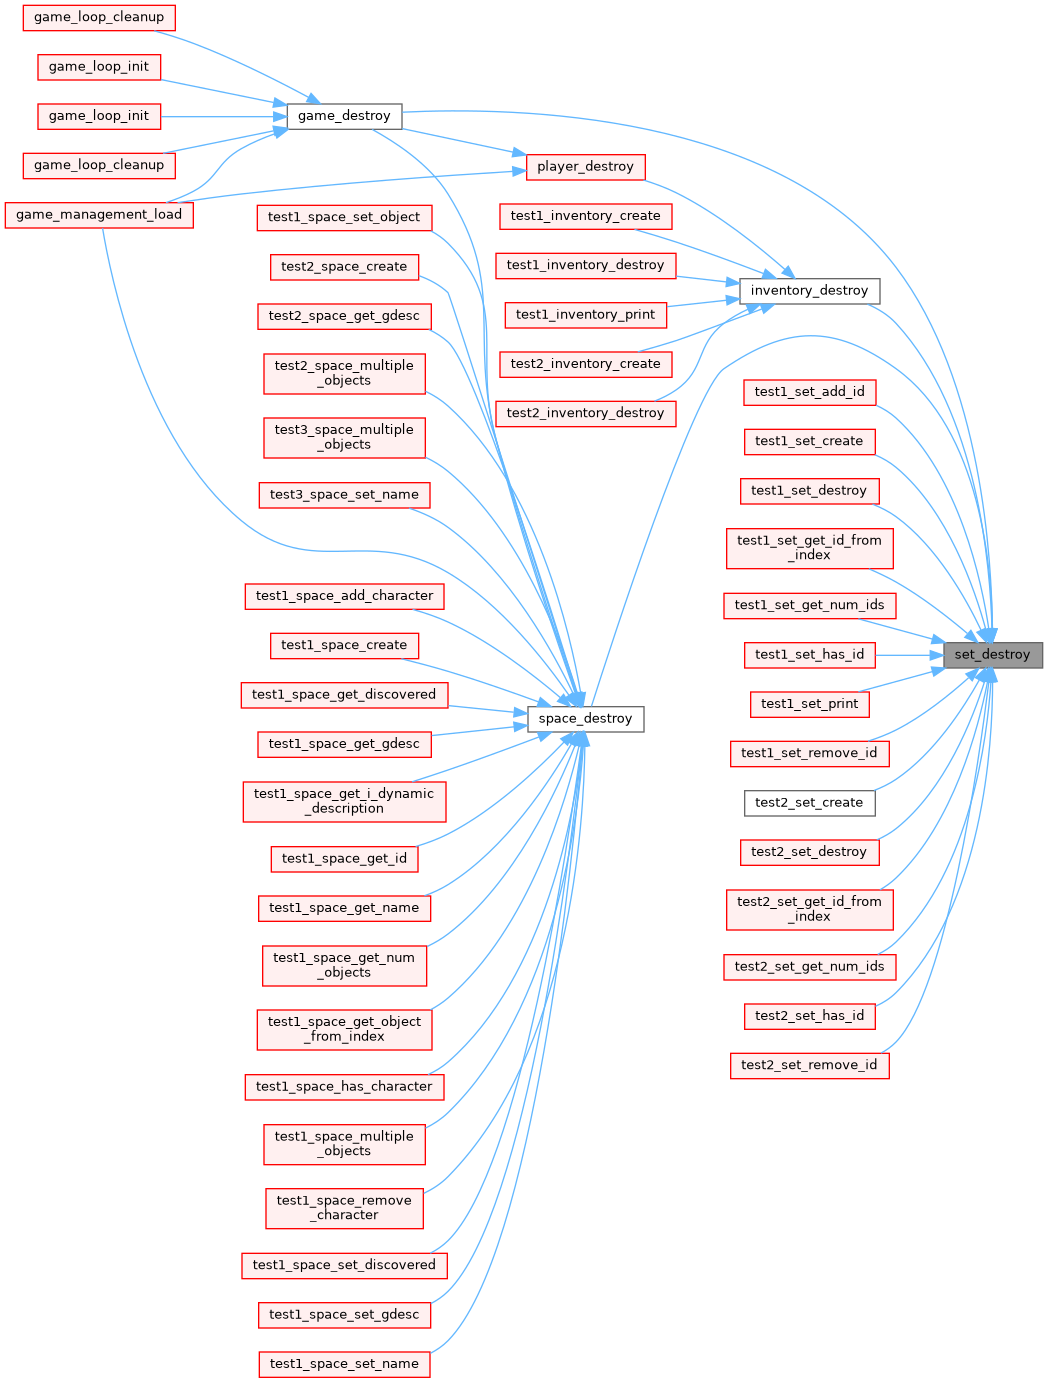 game_loop_cleanup
game_loop_init
game_loop_init
game_loop_cleanup
game_management_load
game_destroy
player_destroy
test1_space_set_object
test2_space_create
test2_space_get_gdesc
test2_space_multiple
_objects
test3_space_multiple
_objects
test3_space_set_name
test1_space_add_character
test1_space_create
test1_space_get_discovered
test1_space_get_gdesc
test1_space_get_i_dynamic
_description
test1_space_get_id
test1_space_get_name
test1_space_get_num
_objects
test1_space_get_object
_from_index
test1_space_has_character
test1_space_multiple
_objects
test1_space_remove
_character
test1_space_set_discovered
test1_space_set_gdesc
test1_space_set_name
test1_inventory_create
test1_inventory_destroy
test1_inventory_print
test2_inventory_create
test2_inventory_destroy
space_destroy
inventory_destroy
test1_set_add_id
test1_set_create
test1_set_destroy
test1_set_get_id_from
_index
test1_set_get_num_ids
test1_set_has_id
test1_set_print
test1_set_remove_id
test2_set_create
test2_set_destroy
test2_set_get_id_from
_index
test2_set_get_num_ids
test2_set_has_id
test2_set_remove_id
set_destroy